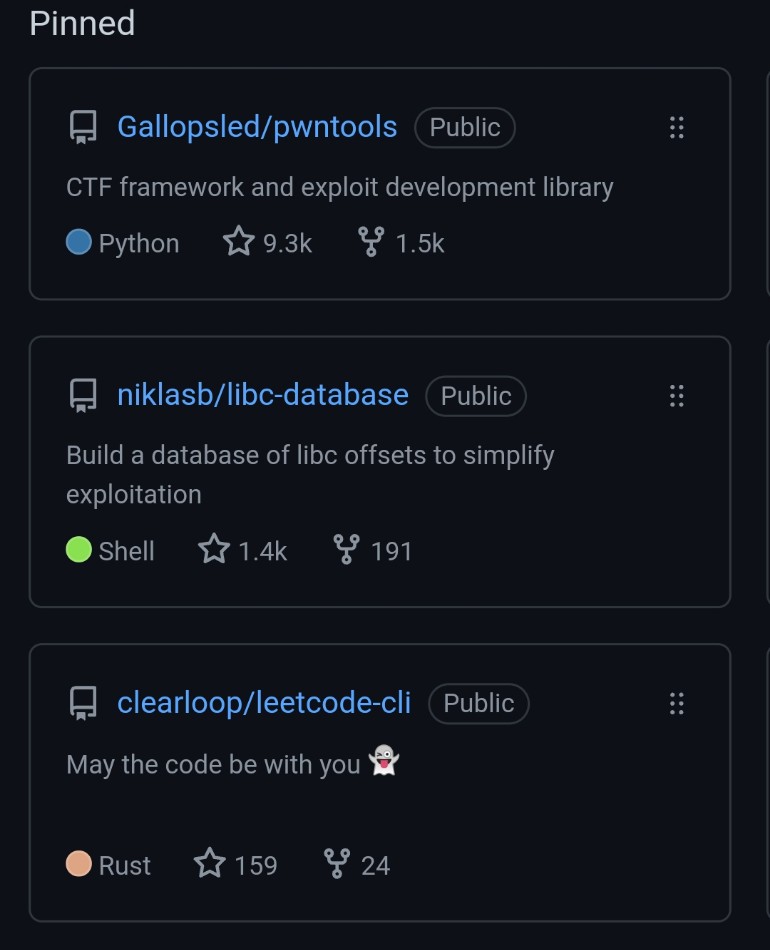 Pinned
Gallopsled/pwntools Public
CTF framework and exploit development library
Python 9.3k 1.5k
niklasb/libc-database Public
Build a database of libc offsets to simplify
exploitation
Shell 1.4k 191
clearloop/leetcode-cli Public
May the code be with you 👻
Rust 159 24